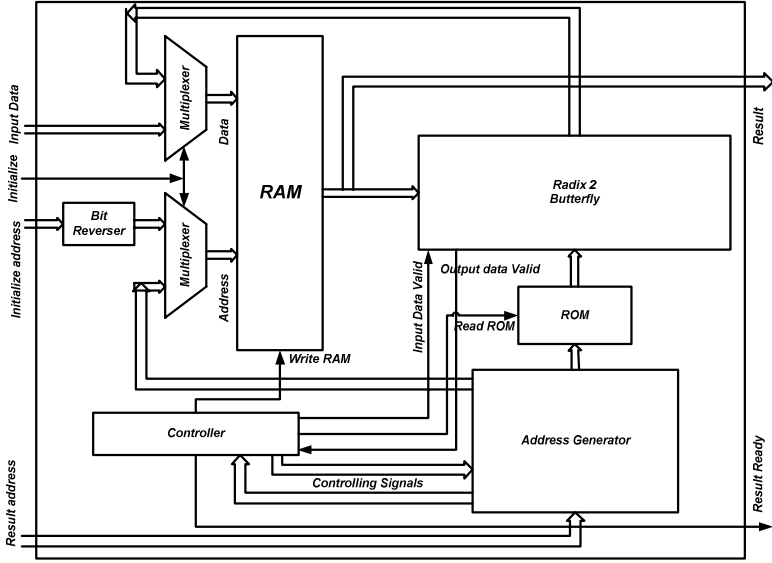 Input Data
Initialize
Initialize address
Result address
Multiplexer
Multiplexer
Bit
Reverser
Data
Address
RAM
Write RAM
Radix 2
Butterfly
Input Data Valid
Output data Valid
Read ROM
ROM
Controller
Controlling Signals
Address Generator
Result
Result Ready